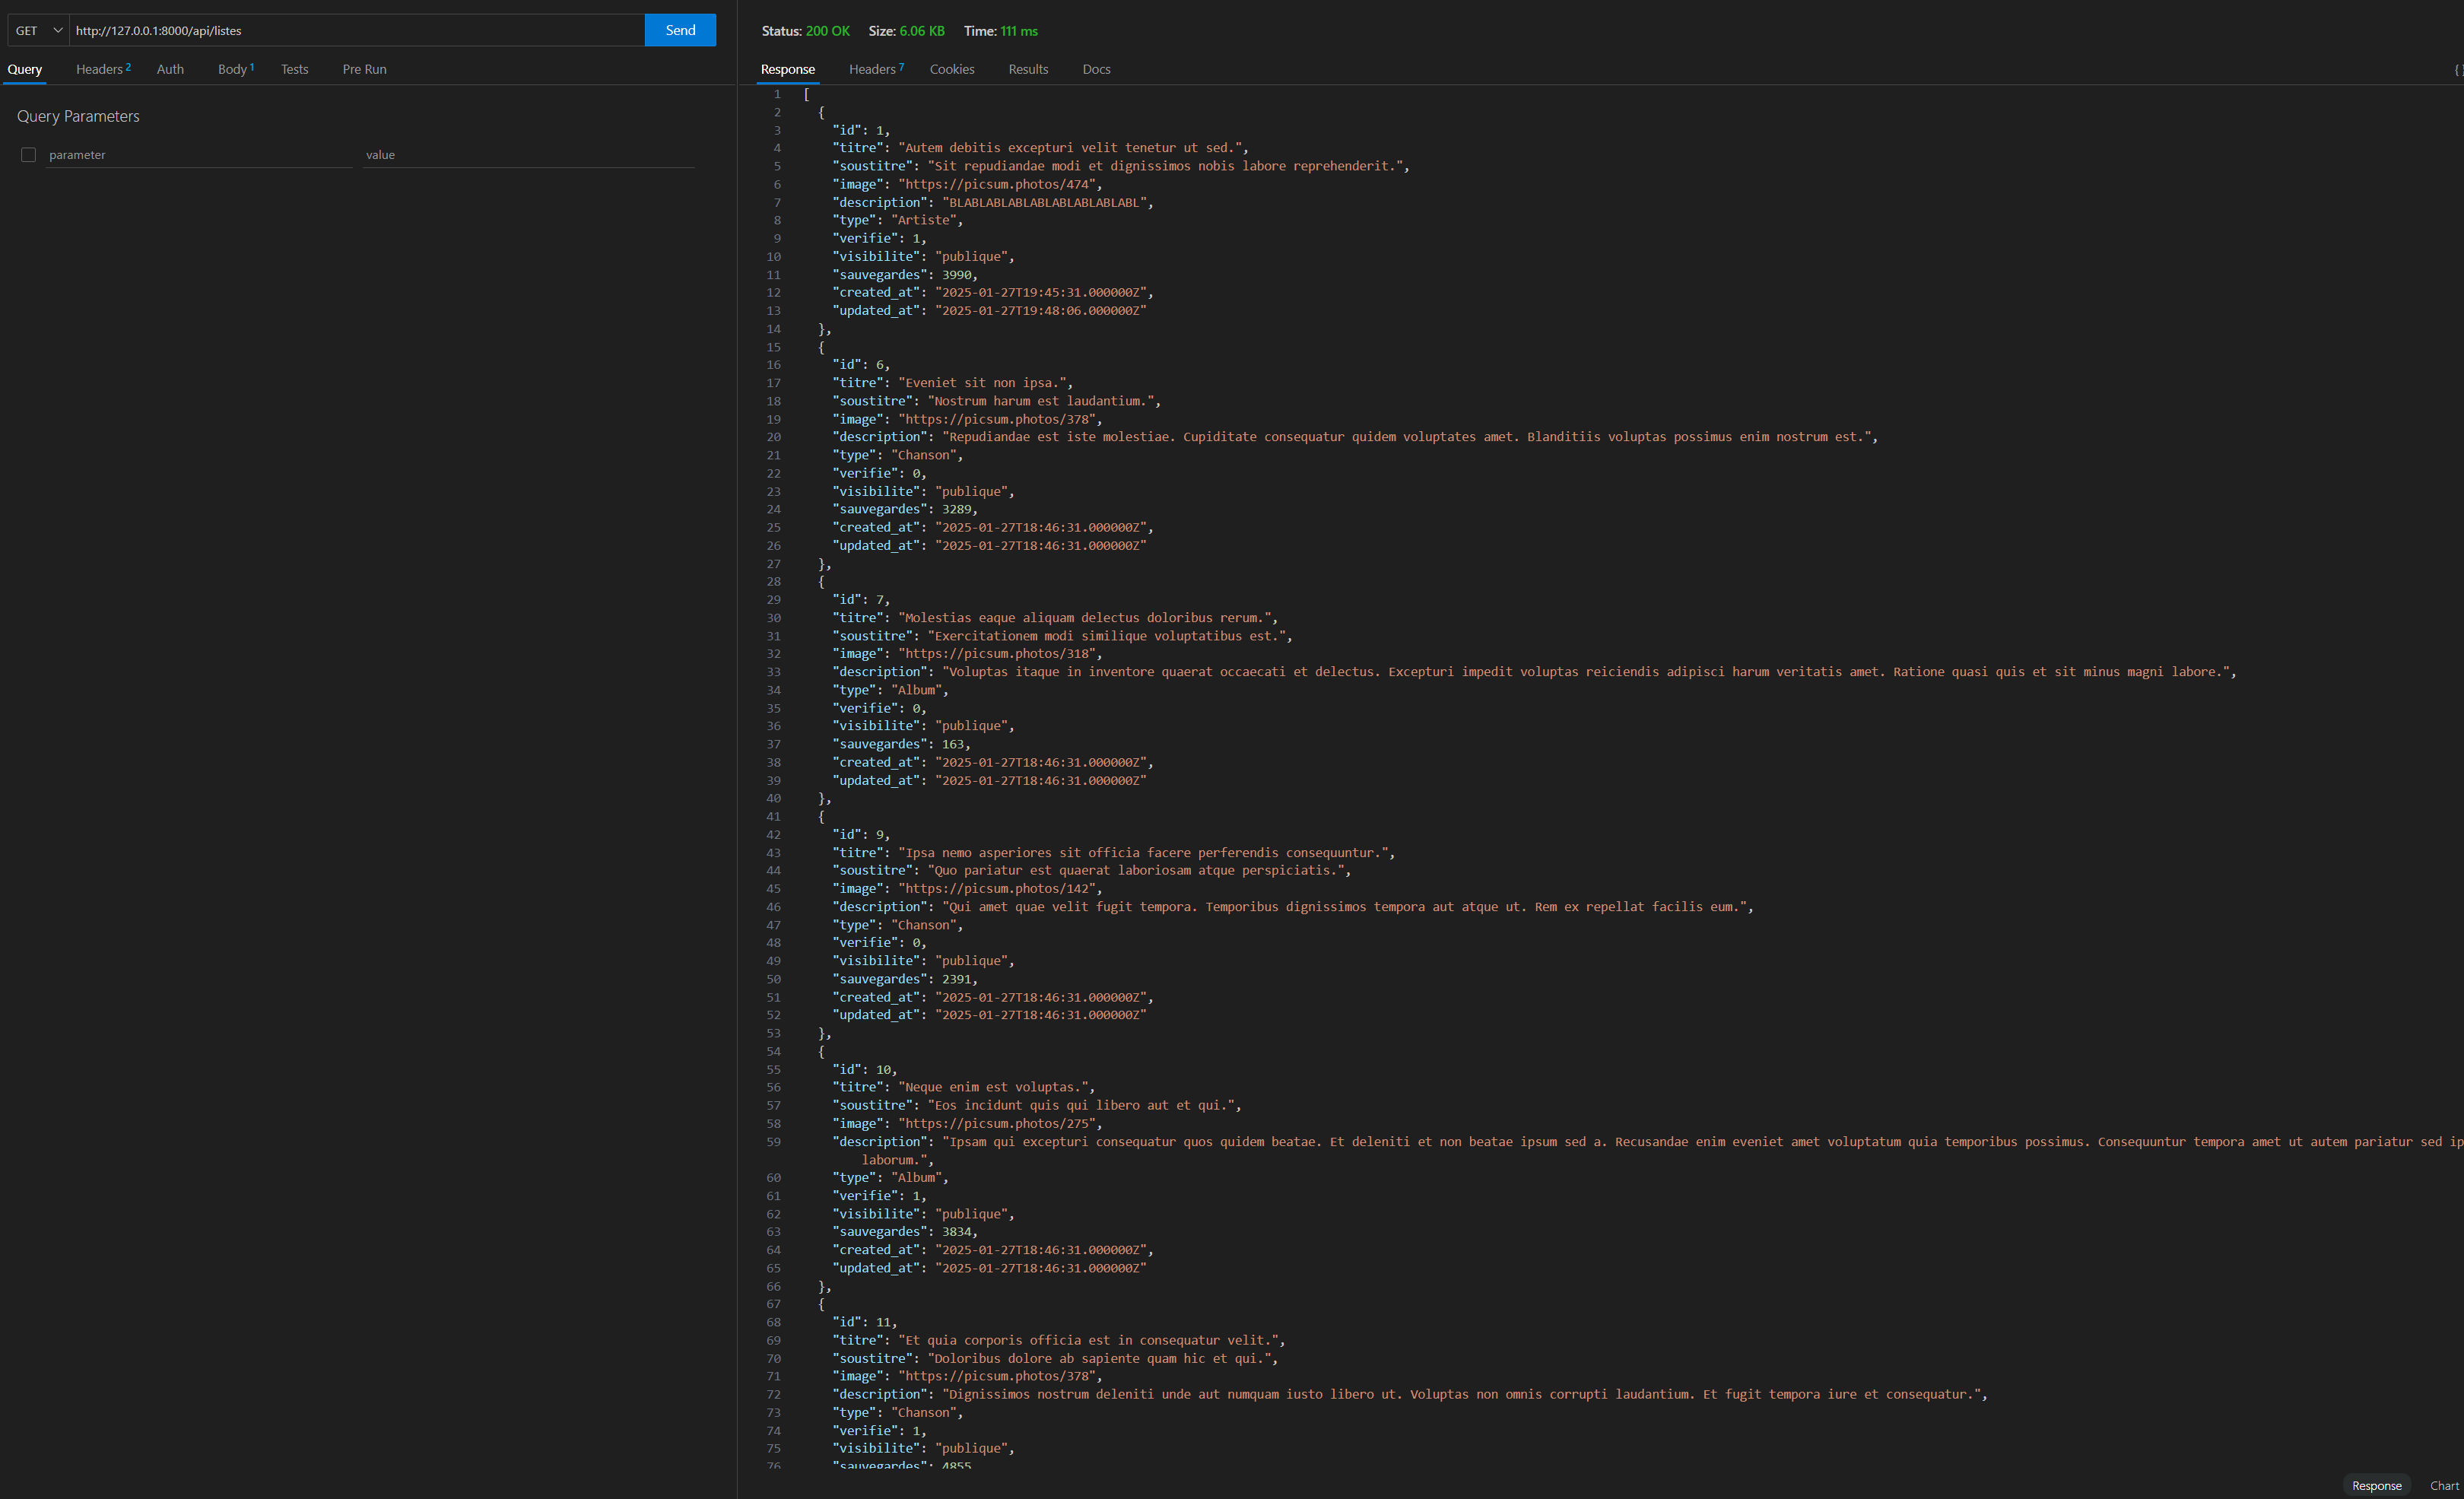 GET
http://127.0.0.1:8000/api/listes
Send
Query
Headers 2
Auth
Body 1
Tests
Pre Run
Query Parameters
parameter
value
Status: 200 OK Size: 6.06 KB Time: 111 ms
Response
Headers 7
Cookies
Results
Docs
{ }
1 [
2 {
3 "id": 1,
4 "titre": "Autem debitis excepturi velit tenetur ut sed.",
5 "soustitre": "Sit repudiandae modi et dignissimos nobis labore reprehenderit.",
6 "image": "https://picsum.photos/474",
7 "description": "BLABLABLABLABLABLABLABLABL",
8 "type": "Artiste",
9 "verifie": 1,
10 "visibilite": "publique",
11 "sauvegardes": 3990,
12 "created_at": "2025-01-27T19:45:31.000000Z",
13 "updated_at": "2025-01-27T19:48:06.000000Z"
14 },
15 {
16 "id": 6,
17 "titre": "Eveniet sit non ipsa.",
18 "soustitre": "Nostrum harum est laudantium.",
19 "image": "https://picsum.photos/378",
20 "description": "Repudiandae est iste molestiae. Cupiditate consequatur quidem voluptates amet. Blanditiis voluptas possimus enim nostrum est.",
21 "type": "Chanson",
22 "verifie": 0,
23 "visibilite": "publique",
24 "sauvegardes": 3289,
25 "created_at": "2025-01-27T18:46:31.000000Z",
26 "updated_at": "2025-01-27T18:46:31.000000Z"
27 },
28 {
29 "id": 7,
30 "titre": "Molestias eaque aliquam delectus doloribus rerum.",
31 "soustitre": "Exercitationem modi similique voluptatibus est.",
32 "image": "https://picsum.photos/318",
33 "description": "Voluptas itaque in inventore quaerat occaecati et delectus. Excepturi impedit voluptas reiciendis adipisci harum veritatis amet. Ratione quasi quis et sit minus magni labore.",
34 "type": "Album",
35 "verifie": 0,
36 "visibilite": "publique",
37 "sauvegardes": 163,
38 "created_at": "2025-01-27T18:46:31.000000Z",
39 "updated_at": "2025-01-27T18:46:31.000000Z"
40 },
41 {
42 "id": 9,
43 "titre": "Ipsa nemo asperiores sit officia facere perferendis consequuntur.",
44 "soustitre": "Quo pariatur est quaerat laboriosam atque perspiciatis.",
45 "image": "https://picsum.photos/142",
46 "description": "Qui amet quae velit fugit tempora. Temporibus dignissimos tempora aut atque ut. Rem ex repellat facilis eum.",
47 "type": "Chanson",
48 "verifie": 0,
49 "visibilite": "publique",
50 "sauvegardes": 2391,
51 "created_at": "2025-01-27T18:46:31.000000Z",
52 "updated_at": "2025-01-27T18:46:31.000000Z"
53 },
54 {
55 "id": 10,
56 "titre": "Neque enim est voluptas.",
57 "soustitre": "Eos incidunt quis qui libero aut et qui.",
58 "image": "https://picsum.photos/275",
59 "description": "Ipsam qui excepturi consequatur quos quidem beatae. Et deleniti et non beatae ipsum sed a. Recusandae enim eveniet amet voluptatum quia temporibus possimus. Consequuntur tempora amet ut autem pariatur sed ip
laborum.",
60 "type": "Album",
61 "verifie": 1,
62 "visibilite": "publique",
63 "sauvegardes": 3834,
64 "created_at": "2025-01-27T18:46:31.000000Z",
65 "updated_at": "2025-01-27T18:46:31.000000Z"
66 },
67 {
68 "id": 11,
69 "titre": "Et quia corporis officia est in consequatur velit.",
70 "soustitre": "Doloribus dolore ab sapiente quam hic et qui.",
71 "image": "https://picsum.photos/378",
72 "description": "Dignissimos nostrum deleniti unde aut numquam iusto libero ut. Voluptas non omnis corrupti laudantium. Et fugit tempora iure et consequatur.",
73 "type": "Chanson",
74 "verifie": 1,
75 "visibilite": "publique",
76 "sauvegardes": 4855
Response
Chart